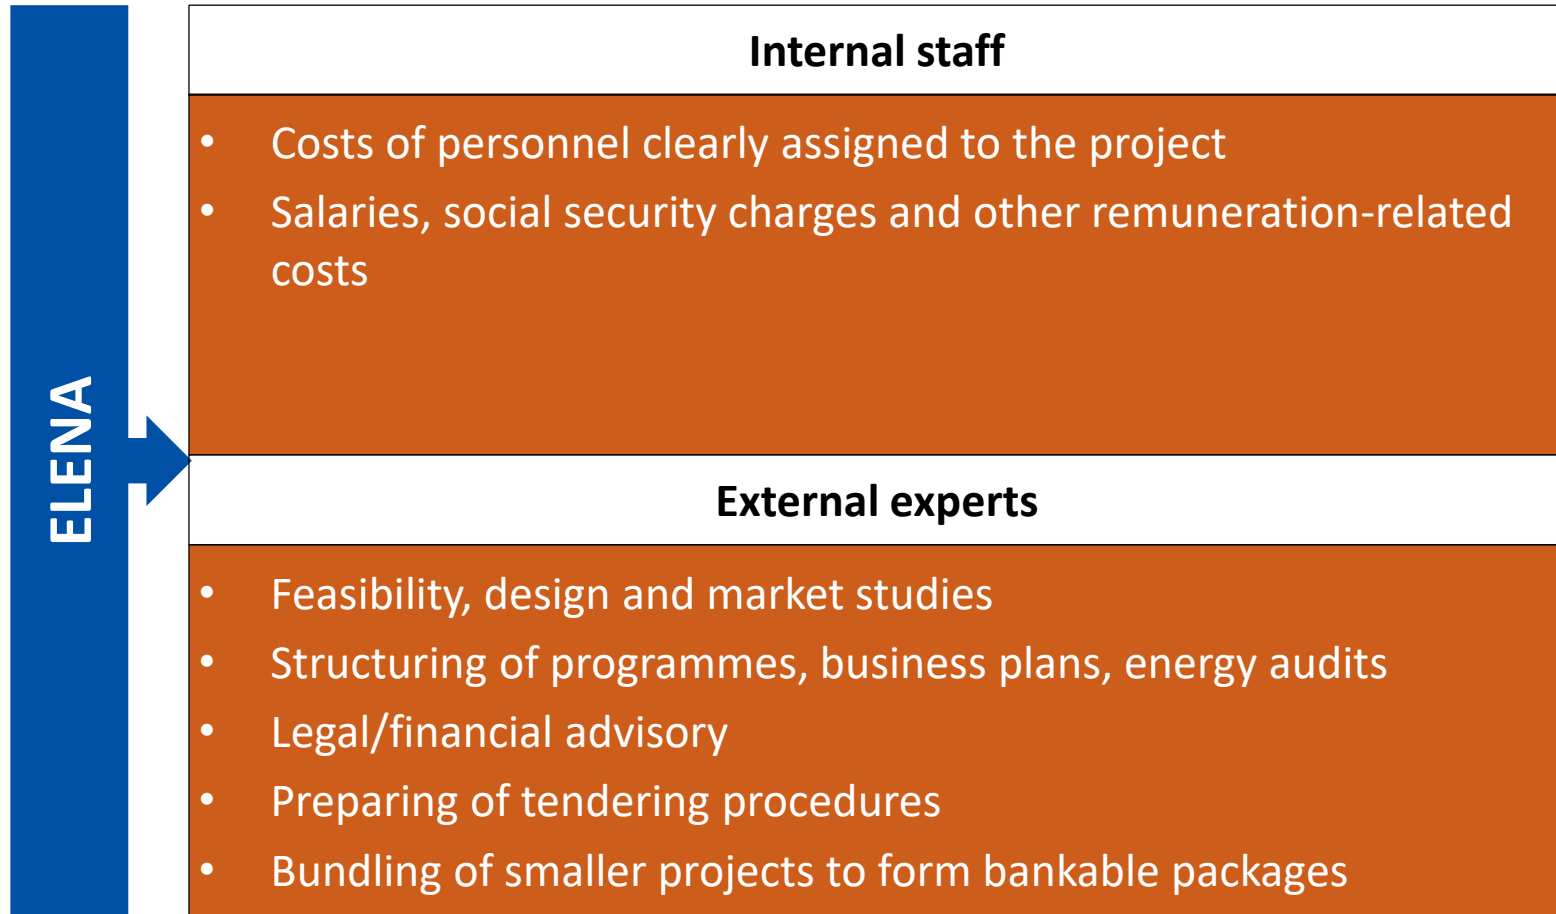 ELENA
Internal staff
• Costs of personnel clearly assigned to the project
• Salaries, social security charges and other remuneration-related
costs
External experts
• Feasibility, design and market studies
• Structuring of programmes, business plans, energy audits
• Legal/financial advisory
• Preparing of tendering procedures
• Bundling of smaller projects to form bankable packages